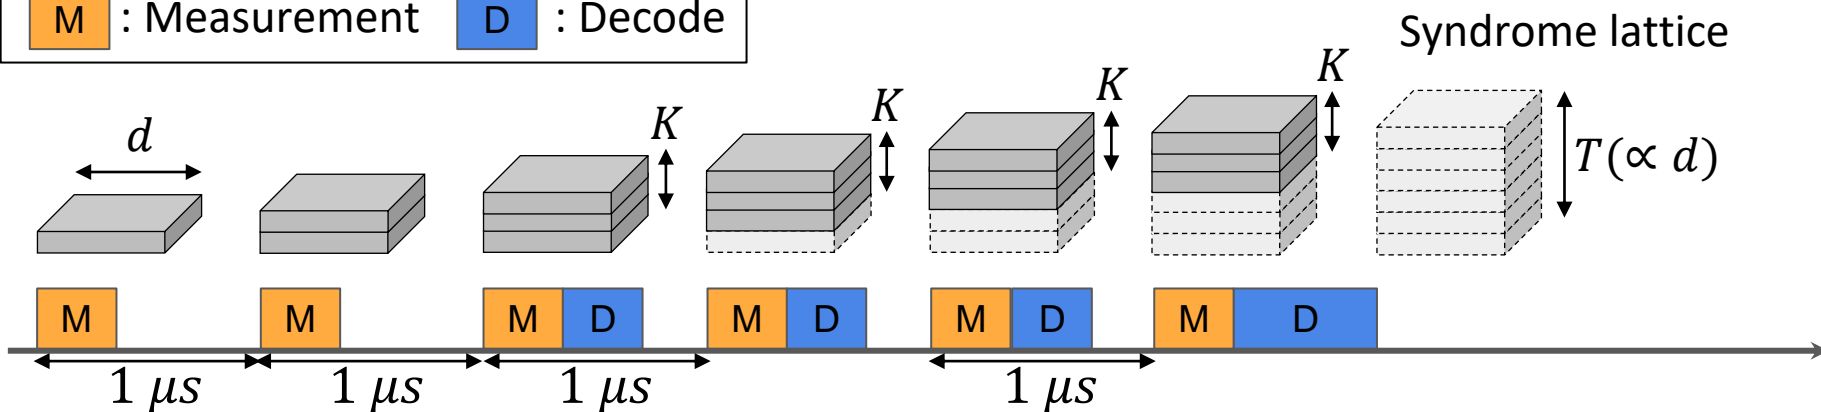 M : Measurement D : Decode
Syndrome lattice
d
K
K
K
K
T(∝ d)
M
M
M D
M D
M D
M D
1 μs
1 μs
1 μs
1 μs